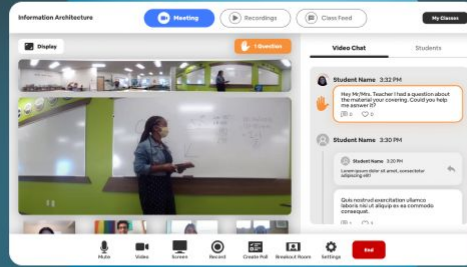 Information Architecture
Meeting
Recordings
Class Feed
My Classes
Display
1 Question
Video Chat
Students
Student Name 3:32 PM
Hey Mr/Mrs. Teacher I had a question about
the material your covering. Could you help
me asnwer it?
0 0
Student Name 3:30 PM
Student Name 3:20 PM
Lorem ipsum dolor sit amet, consectetur
adipiscing elit!
Quis nostrud exercitation ullamco
laboris nisi ut aliquip ex ea commodo
consequat.
Mute
Video
Screen
Record
Create Poll
Breakout Room
Settings
End